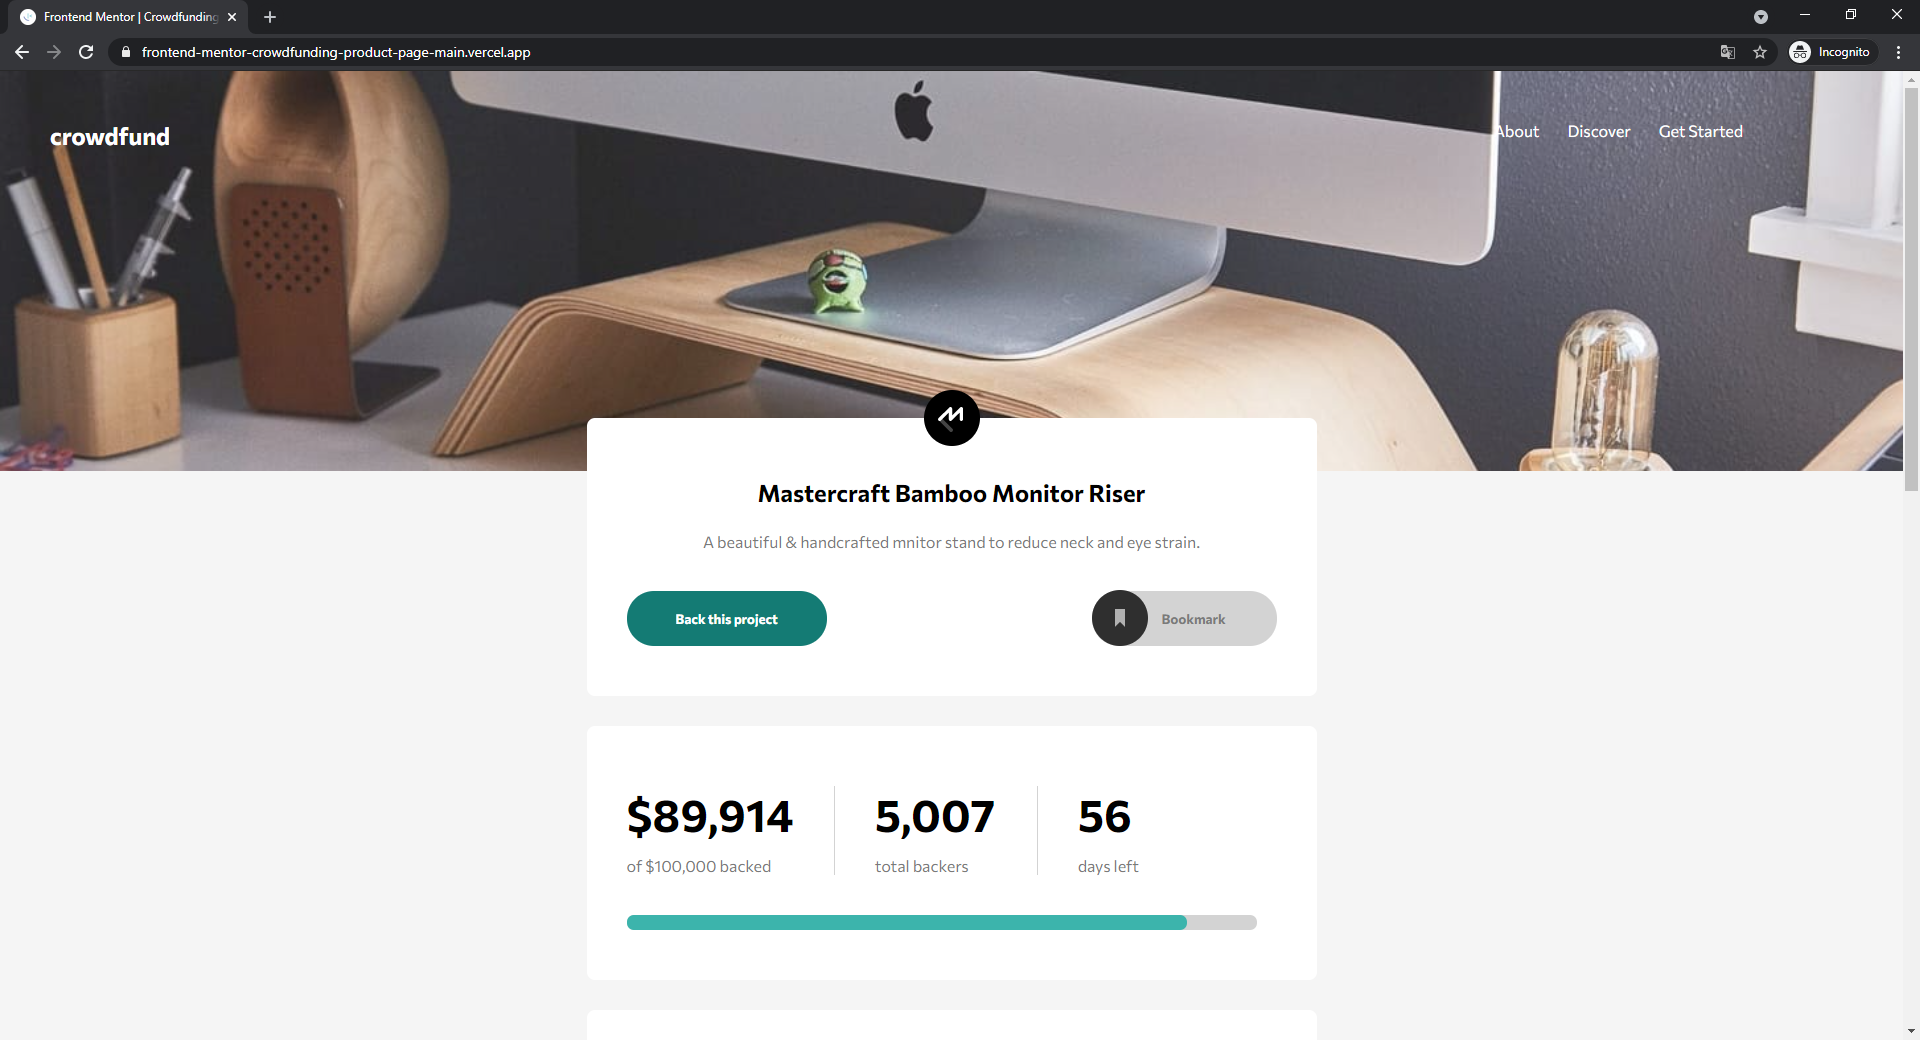 Frontend Mentor | Crowdfunding
frontend-mentor-crowdfunding-product-page-main.vercel.app
Incognito
crowdfund
About
Discover
Get Started
Mastercraft Bamboo Monitor Riser
A beautiful & handcrafted mnitor stand to reduce neck and eye strain.
Back this project
Bookmark
$89,914
of $100,000 backed
5,007
total backers
56
days left